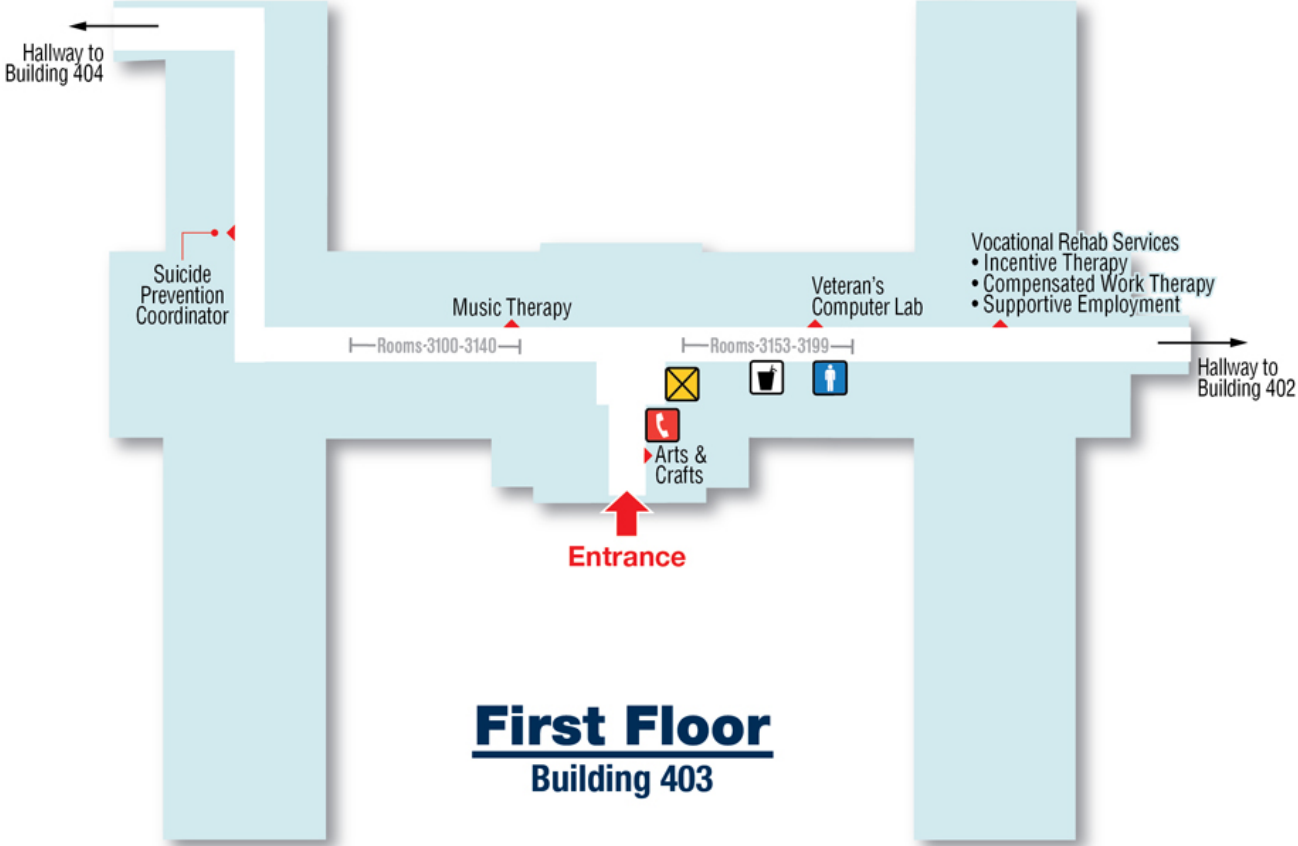 Hallway to
Building 404
Suicide
Prevention
Coordinator
Music Therapy
Veteran's
Computer Lab
Vocational Rehab Services
• Incentive Therapy
• Compensated Work Therapy
• Supportive Employment
Rooms-3100-3140
Rooms-3153-3199
Hallway to
Building 402
Arts &
Crafts
Entrance
First Floor
Building 403